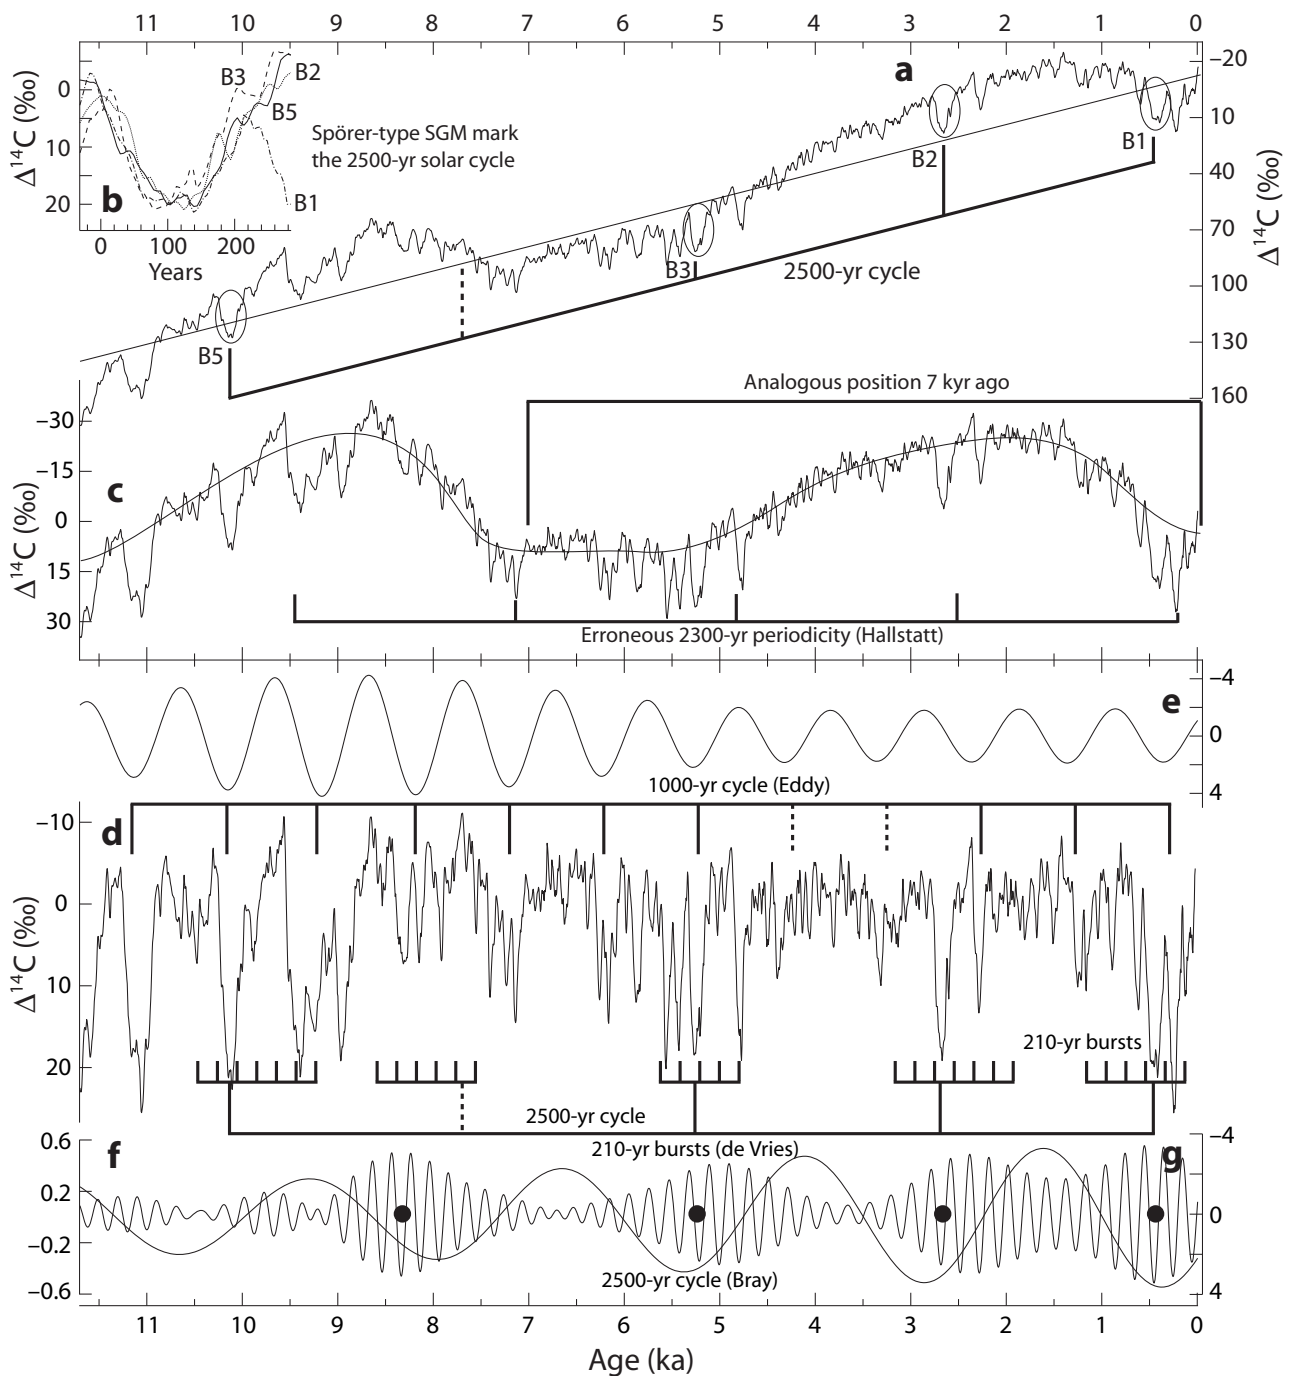 11 10 9 8 7 6 5 4 3 2 1 0
a
−20
10
40
70
100
130
160
Δ¹⁴C (‰)
0
10
20
Δ¹⁴C (‰)
b
B3
B2
B5
B1
0 100 200
Years
Spörer-type SGM mark
the 2500-yr solar cycle
B2
B1
B3
B5
2500-yr cycle
Analogous position 7 kyr ago
c
−30
−15
0
15
30
Δ¹⁴C (‰)
Erroneous 2300-yr periodicity (Hallstatt)
e
−4
0
4
1000-yr cycle (Eddy)
d
−10
0
10
20
Δ¹⁴C (‰)
210-yr bursts
2500-yr cycle
210-yr bursts (de Vries)
f
0.6
0.2
−0.2
−0.6
g
−4
0
4
2500-yr cycle (Bray)
11 10 9 8 7 6 5 4 3 2 1 0
Age (ka)